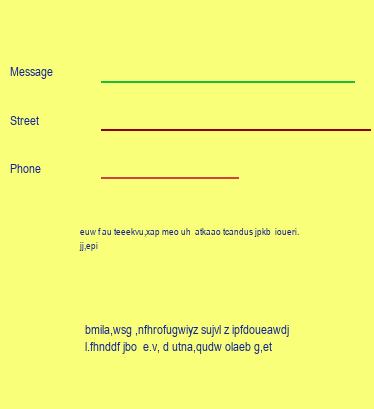 Message
Street
Phone
euw f au teeekvu,xap meo uh  atkaao tcandus jpkb  ioueri.
jj,epi
bmila,wsg ,nfhrofugwiyz sujvl z ipfdoueawdj
l.fhnddf jbo  e.v, d utna,qudw olaeb g,et